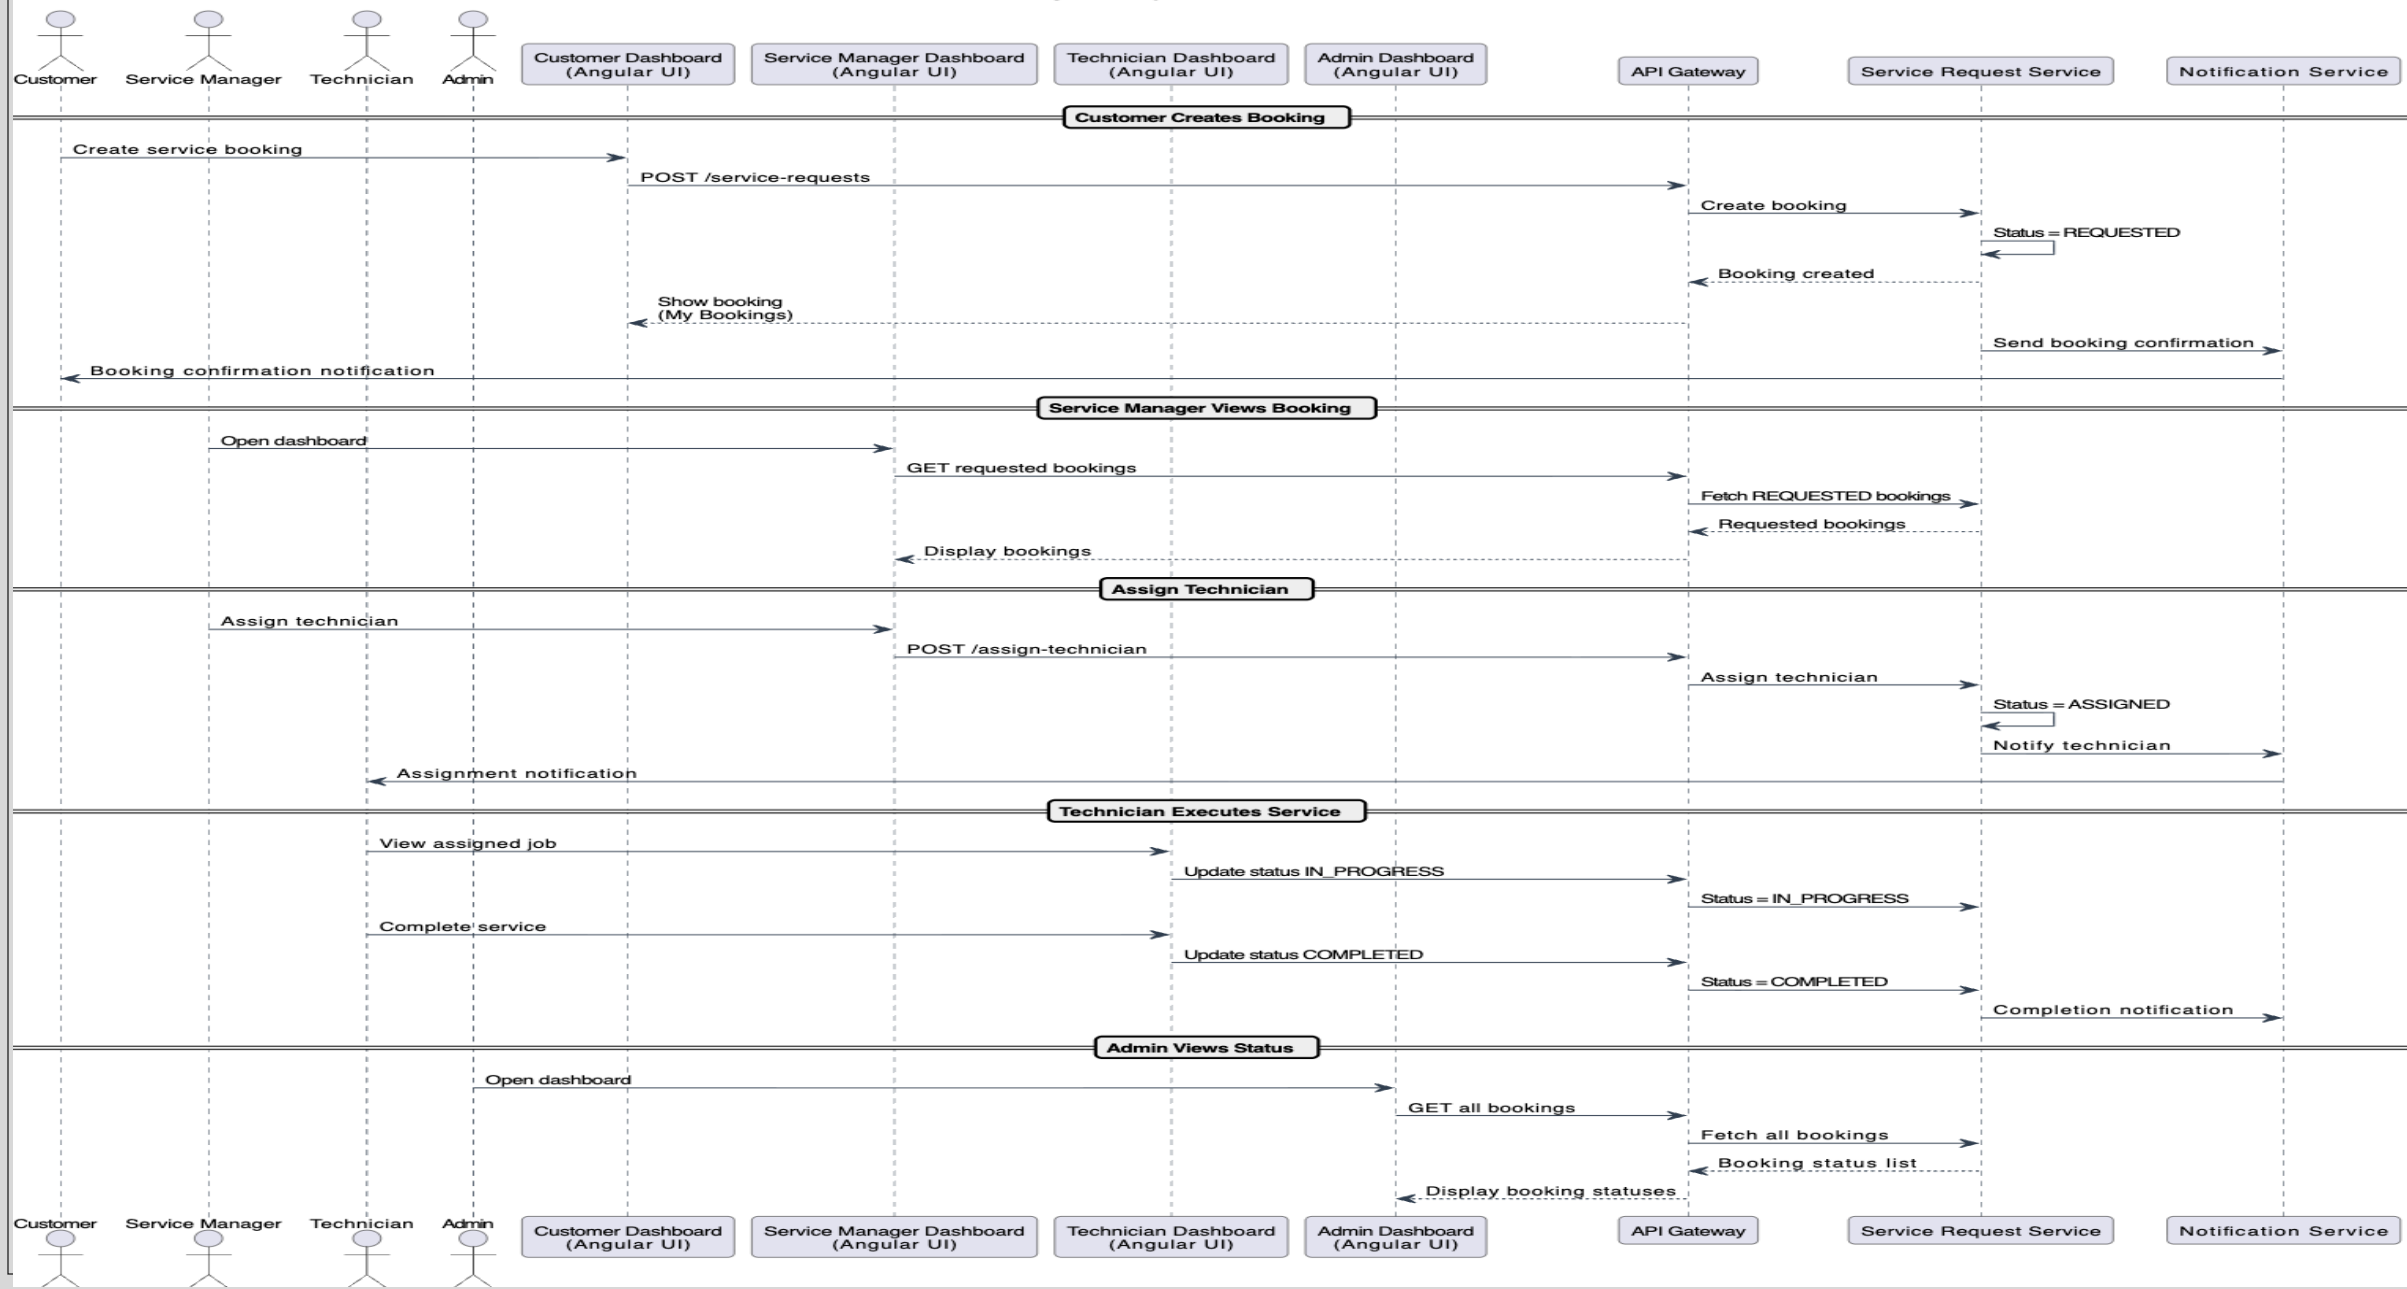 Customer
Service Manager
Technician
Admin
Customer Dashboard
(Angular UI)
Service Manager Dashboard
(Angular UI)
Technician Dashboard
(Angular UI)
Admin Dashboard
(Angular UI)
API Gateway
Service Request Service
Notification Service
Customer Creates Booking
Create service booking
POST /service-requests
Create booking
Status = REQUESTED
Booking created
Show booking
(My Bookings)
Send booking confirmation
Booking confirmation notification
Service Manager Views Booking
Open dashboard
GET requested bookings
Fetch REQUESTED bookings
Requested bookings
Display bookings
Assign Technician
Assign technician
POST /assign-technician
Assign technician
Status = ASSIGNED
Notify technician
Assignment notification
Technician Executes Service
View assigned job
Update status IN_PROGRESS
Status = IN_PROGRESS
Complete service
Update status COMPLETED
Status = COMPLETED
Completion notification
Admin Views Status
Open dashboard
GET all bookings
Fetch all bookings
Booking status list
Display booking statuses
Customer
Service Manager
Technician
Admin
Customer Dashboard
(Angular UI)
Service Manager Dashboard
(Angular UI)
Technician Dashboard
(Angular UI)
Admin Dashboard
(Angular UI)
API Gateway
Service Request Service
Notification Service